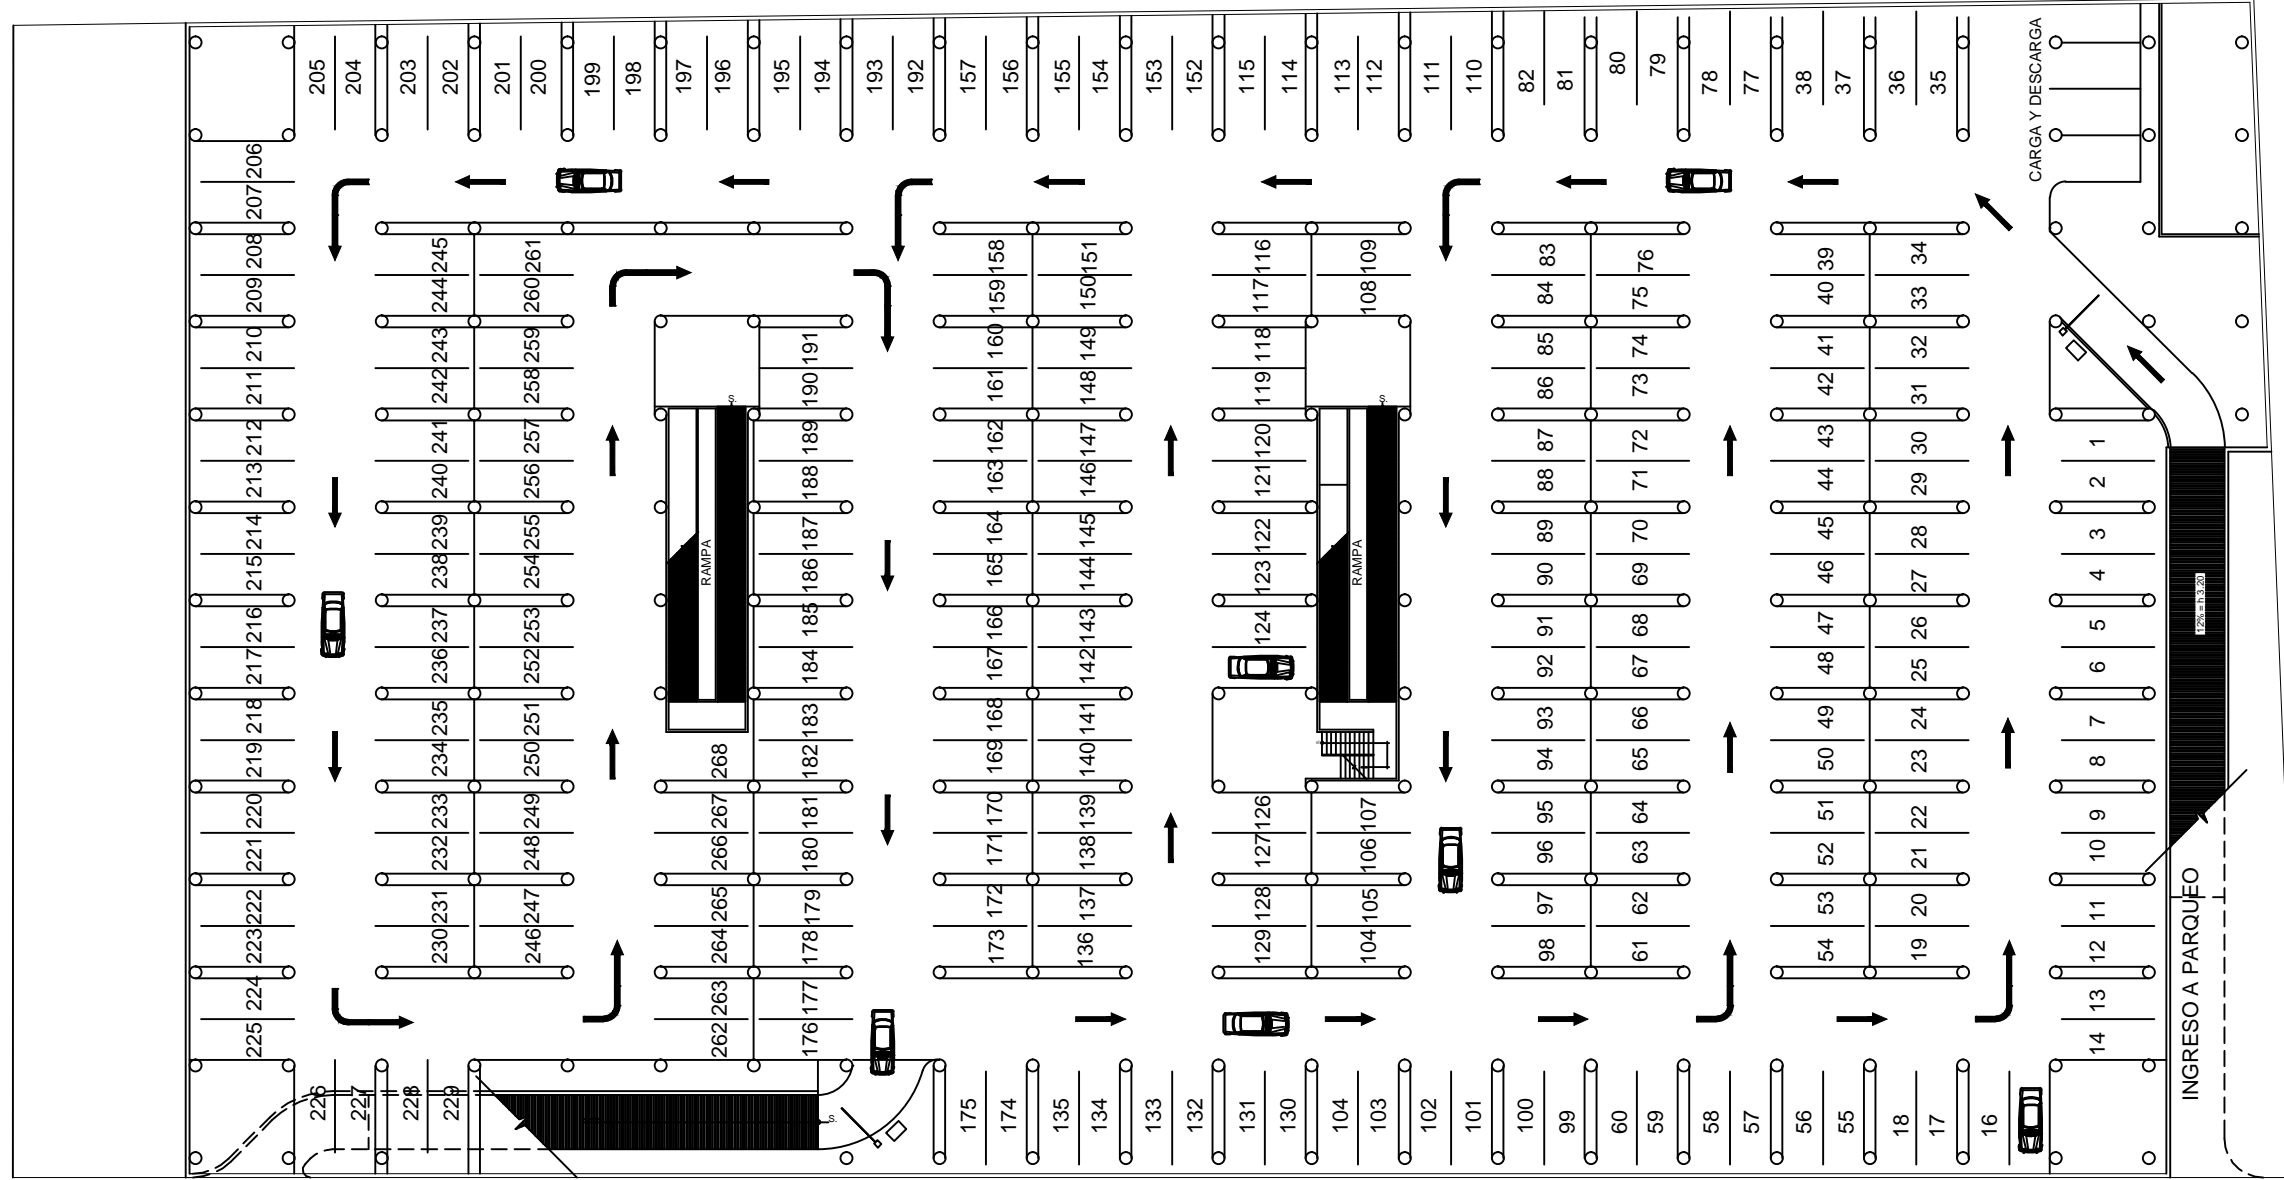 205 204 203 202 201 200 199 198 197 196 195 194 193 192 157 156 155 154 153 152 115 114 113 112 111 110 82 81 80 79 78 77 38 37 36 35
CARGA Y DESCARGA
206
207
208 245 261 158 151 116 109 83 76 39 34
209 244 260 159 150 117 108 84 75 40 33
210 243 259 191 160 149 118 85 74 41 32
211 242 258 190 161 148 119 86 73 42 31
S. S.
212 241 257 189 162 147 120 87 72 43 30 1
213 240 256 188 163 146 121 88 71 44 29 2
214 239 255 187 164 145 122 89 70 45 28 3
RAMPA RAMPA
215 238 254 186 165 144 123 90 69 46 27 4
12% = h 3.20
216 237 253 185 166 143 124 91 68 47 26 5
217 236 252 184 167 142 92 67 48 25 6
218 235 251 183 168 141 93 66 49 24 7
219 234 250 268 182 169 140 94 65 50 23 8
220 233 249 267 181 170 139 126 107 95 64 51 22 9
221 232 248 266 180 171 138 127 106 96 63 52 21 10
222 231 247 265 179 172 137 128 105 97 62 53 20 11
223 230 246 264 178 173 136 129 104 98 61 54 19 12
INGRESO A PARQUEO
224 263 177 13
225 262 176 14
226 227 228 229
S.
175 174 135 134 133 132 131 130 104 103 102 101 100 99 60 59 58 57 56 55 18 17 16